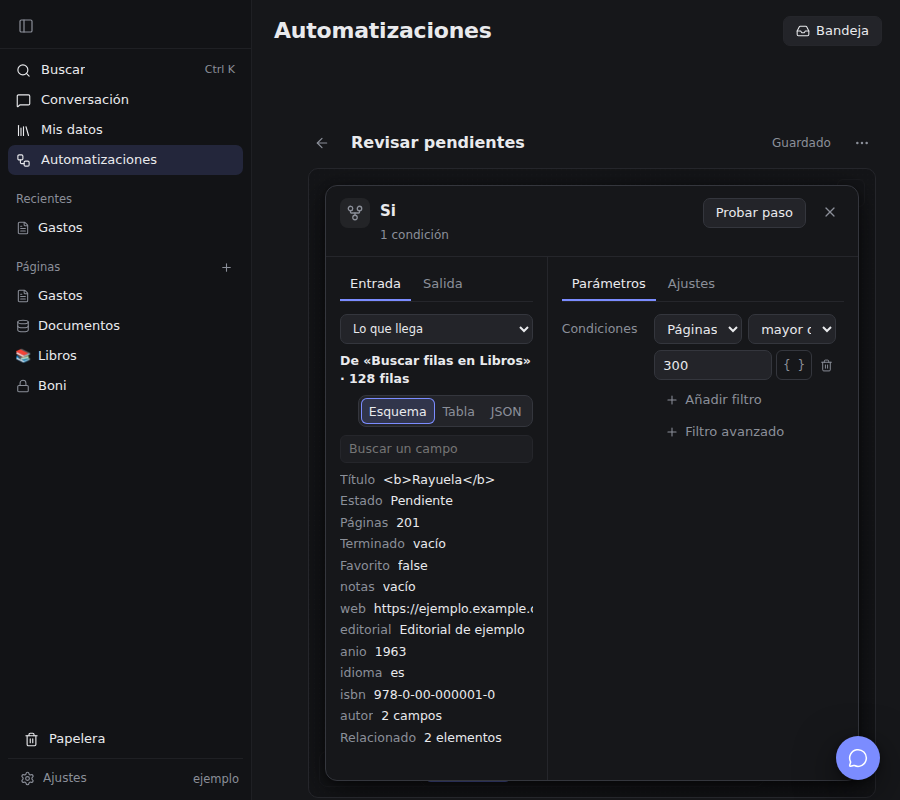 Automatizaciones
Bandeja
Buscar
Ctrl K
Conversación
Mis datos
Automatizaciones
Recientes
Gastos
Páginas
Gastos
Documentos
Libros
Boni
Papelera
Ajustes
ejemplo
Revisar pendientes
Guardado
Si
1 condición
Probar paso
Entrada
Salida
Lo que llega
De «Buscar filas en Libros»
· 128 filas
Esquema
Tabla
JSON
Buscar un campo
Título <b>Rayuela</b>
Estado Pendiente
Páginas 201
Terminado vacío
Favorito false
notas vacío
web https://ejemplo.example.
editorial Editorial de ejemplo
anio 1963
idioma es
isbn 978-0-00-000001-0
autor 2 campos
Relacionado 2 elementos
Parámetros
Ajustes
Condiciones
Páginas
mayor
300
{ }
Añadir filtro
Filtro avanzado